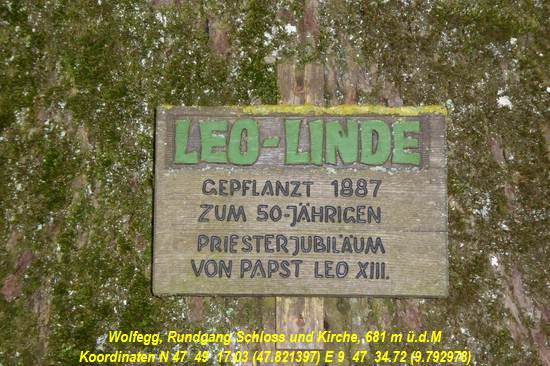 LEO-LINDE
GEPFLANZT 1887
ZUM 50-JÄHRIGEN
PRIESTERJUBILÄUM
VON PAPST LEO XIII.
Wolfegg, Rundgang Schloss und Kirche, 681 m ü.d.M
Koordinaten N 47 49 17.03 (47.821397) E 9 47 34.72 (9.792978)